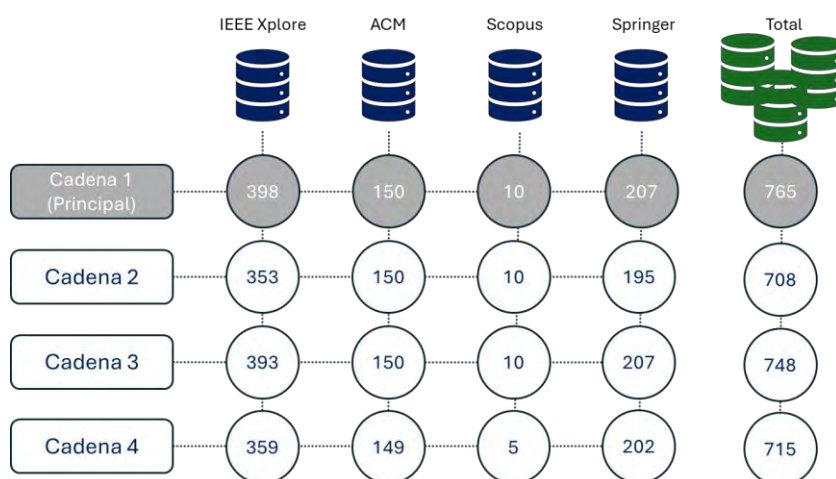 IEEE Xplore ACM Scopus Springer Total
Cadena 1
(Principal)
398 150 10 207 765
Cadena 2 353 150 10 195 708
Cadena 3 393 150 10 207 748
Cadena 4 359 149 5 202 715